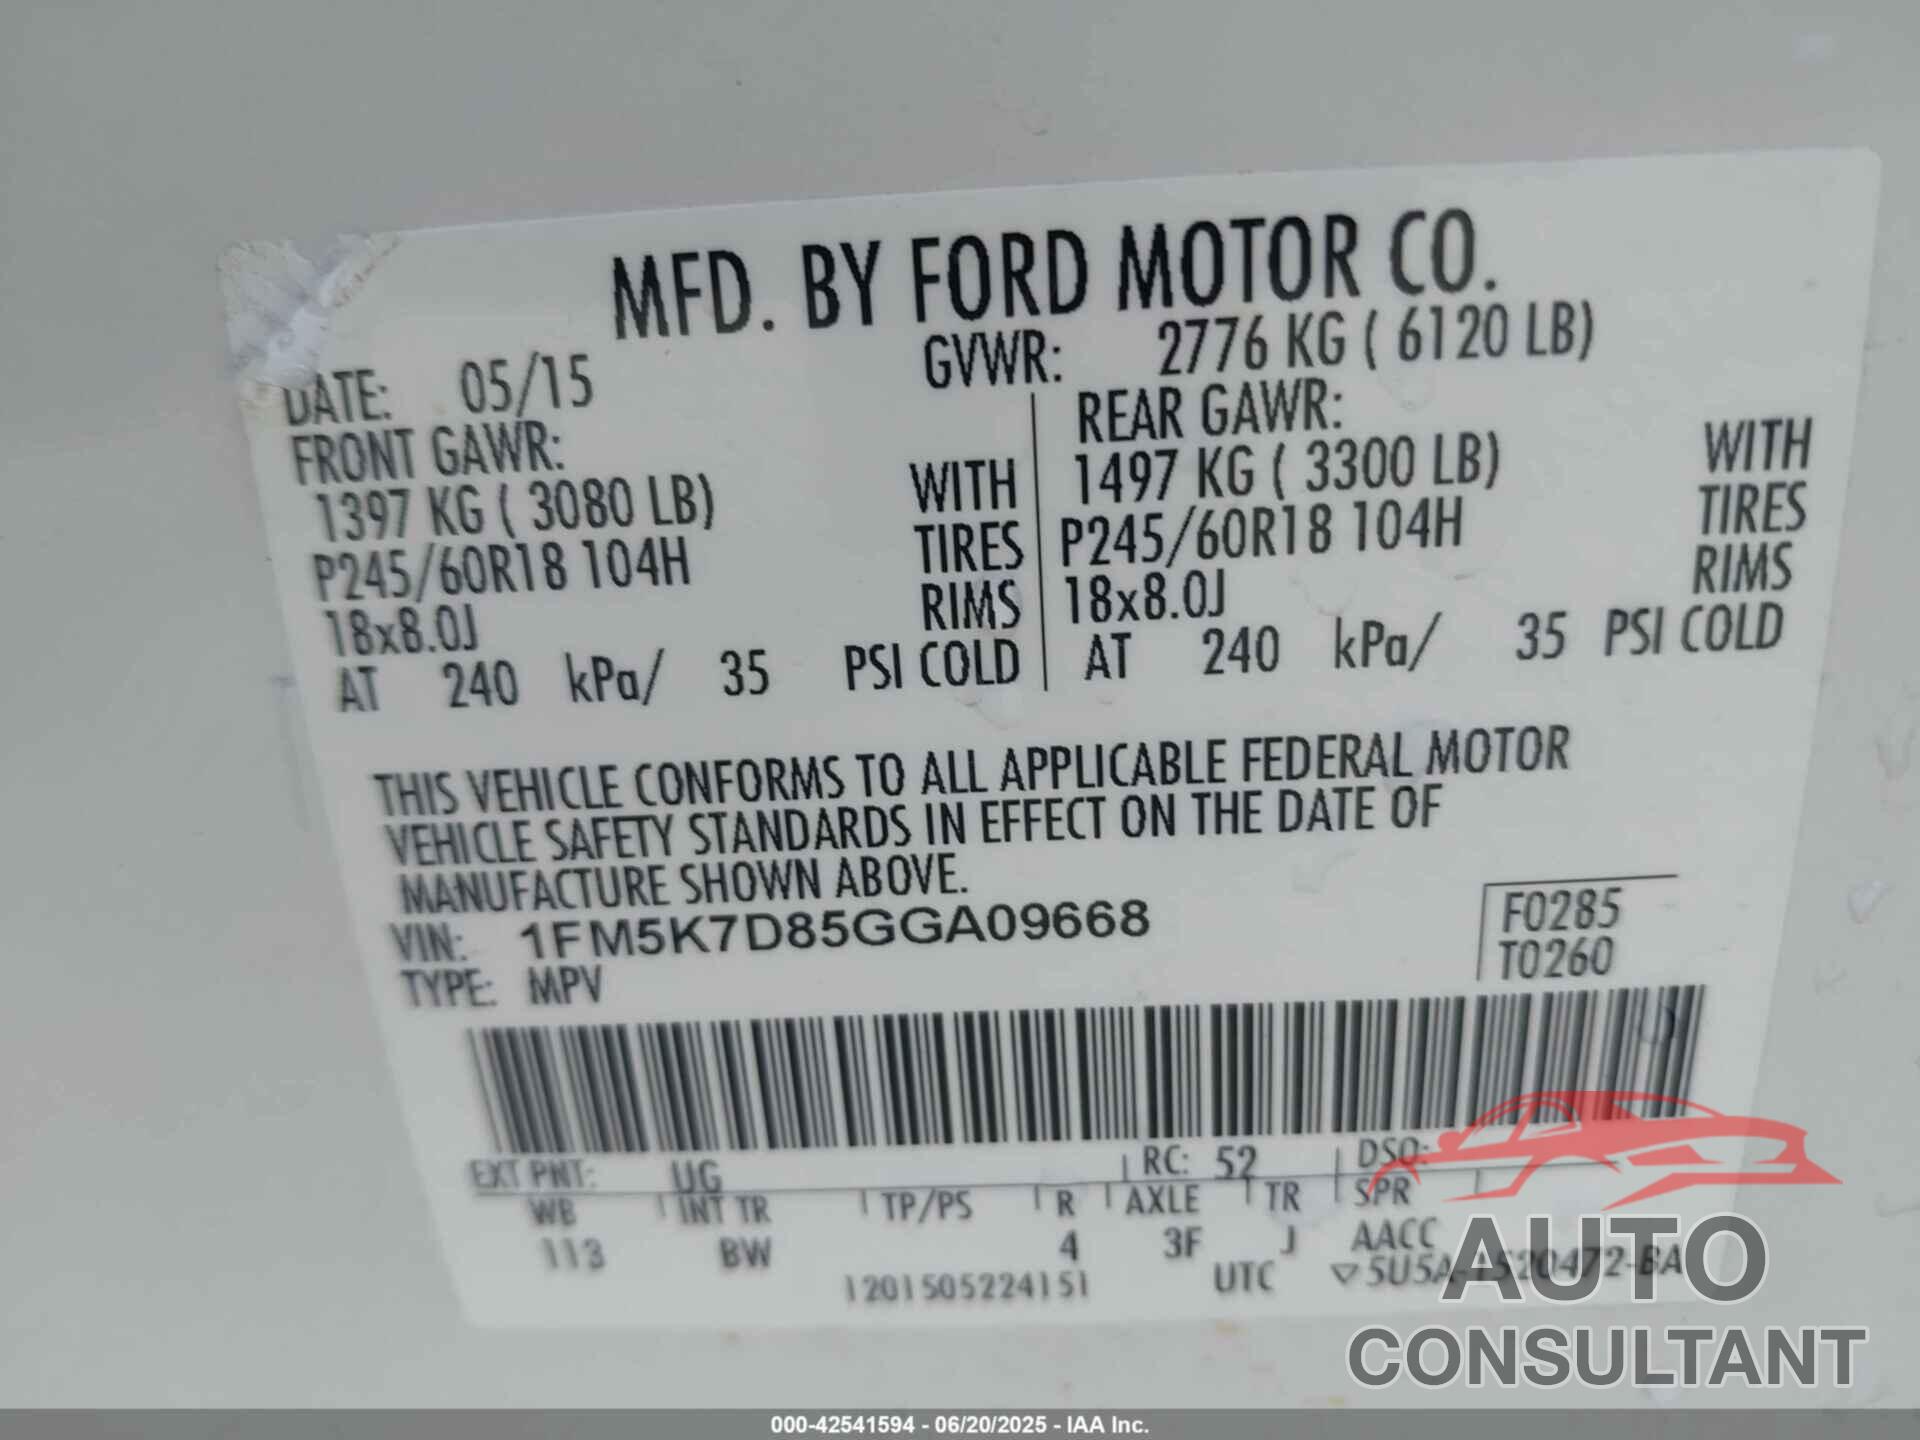 MFD. BY FORD MOTOR CO.
DATE: 05/15 GVWR: 2776 KG ( 6120 LB)
FRONT GAWR: REAR GAWR:
1397 KG ( 3080 LB) WITH 1497 KG ( 3300 LB) WITH
P245/60R18 104H TIRES P245/60R18 104H TIRES
18x8.0J RIMS 18x8.0J RIMS
AT 240 kPa/ 35 PSI COLD AT 240 kPa/ 35 PSI COLD
THIS VEHICLE CONFORMS TO ALL APPLICABLE FEDERAL MOTOR
VEHICLE SAFETY STANDARDS IN EFFECT ON THE DATE OF
MANUFACTURE SHOWN ABOVE.
VIN: 1FM5K7D85GGA09668 F0285
TYPE: MPV T0260
EXT PNT: UG RC: 52 DSO:
WB INT TR TP/PS R AXLE TR SPR
113 BW 4 3F J AACC
1201505224151 UTC ▽5U5A-1520472-BA
AUTO
CONSULTANT
000-42541594 - 06/20/2025 - IAA Inc.